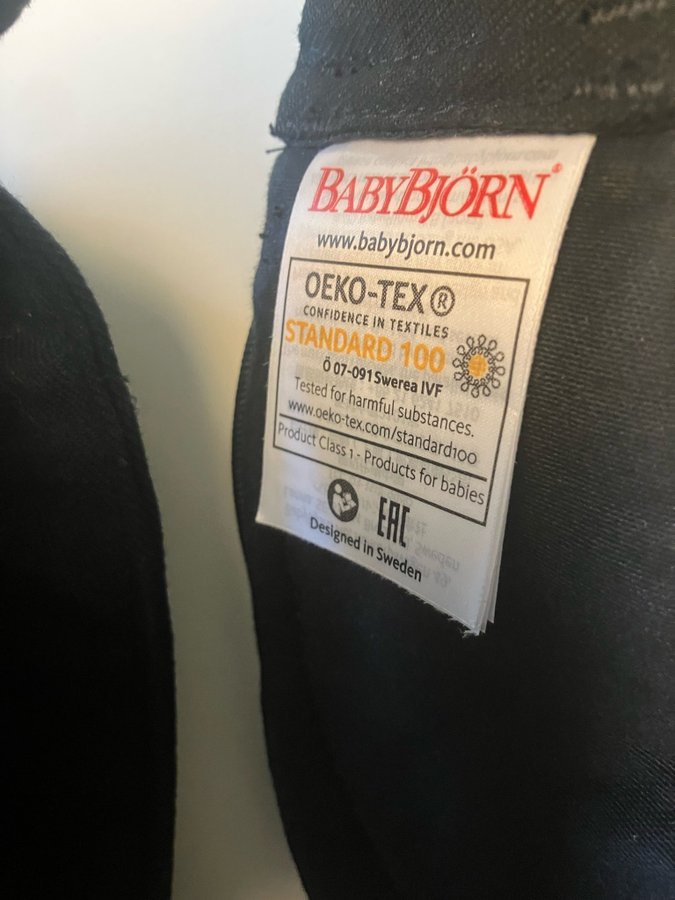 BABYBJÖRN®
www.babybjorn.com
OEKO-TEX®
CONFIDENCE IN TEXTILES
STANDARD 100
Ö 07-091 Swerea IVF
Tested for harmful substances.
www.oeko-tex.com/standard100
Product Class 1 - Products for babies
EAC
Designed in Sweden